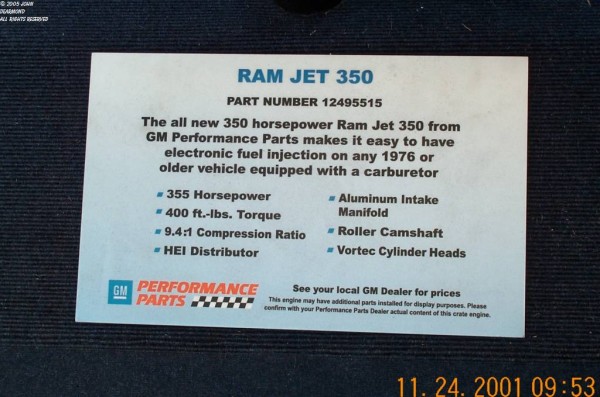 © 2005 JOHN
DEARMOND
ALL RIGHTS RESERVED
RAM JET 350
PART NUMBER 12495515
The all new 350 horsepower Ram Jet 350 from
GM Performance Parts makes it easy to have
electronic fuel injection on any 1976 or
older vehicle equipped with a carburetor
355 Horsepower
400 ft.-lbs. Torque
9.4:1 Compression Ratio
HEI Distributor
Aluminum Intake
Manifold
Roller Camshaft
Vortec Cylinder Heads
GM PERFORMANCE
PARTS
See your local GM Dealer for prices
This engine may have additional parts installed for display purposes. Please
confirm with your Performance Parts Dealer actual content of this crate engine.
11. 24. 2001 09:53